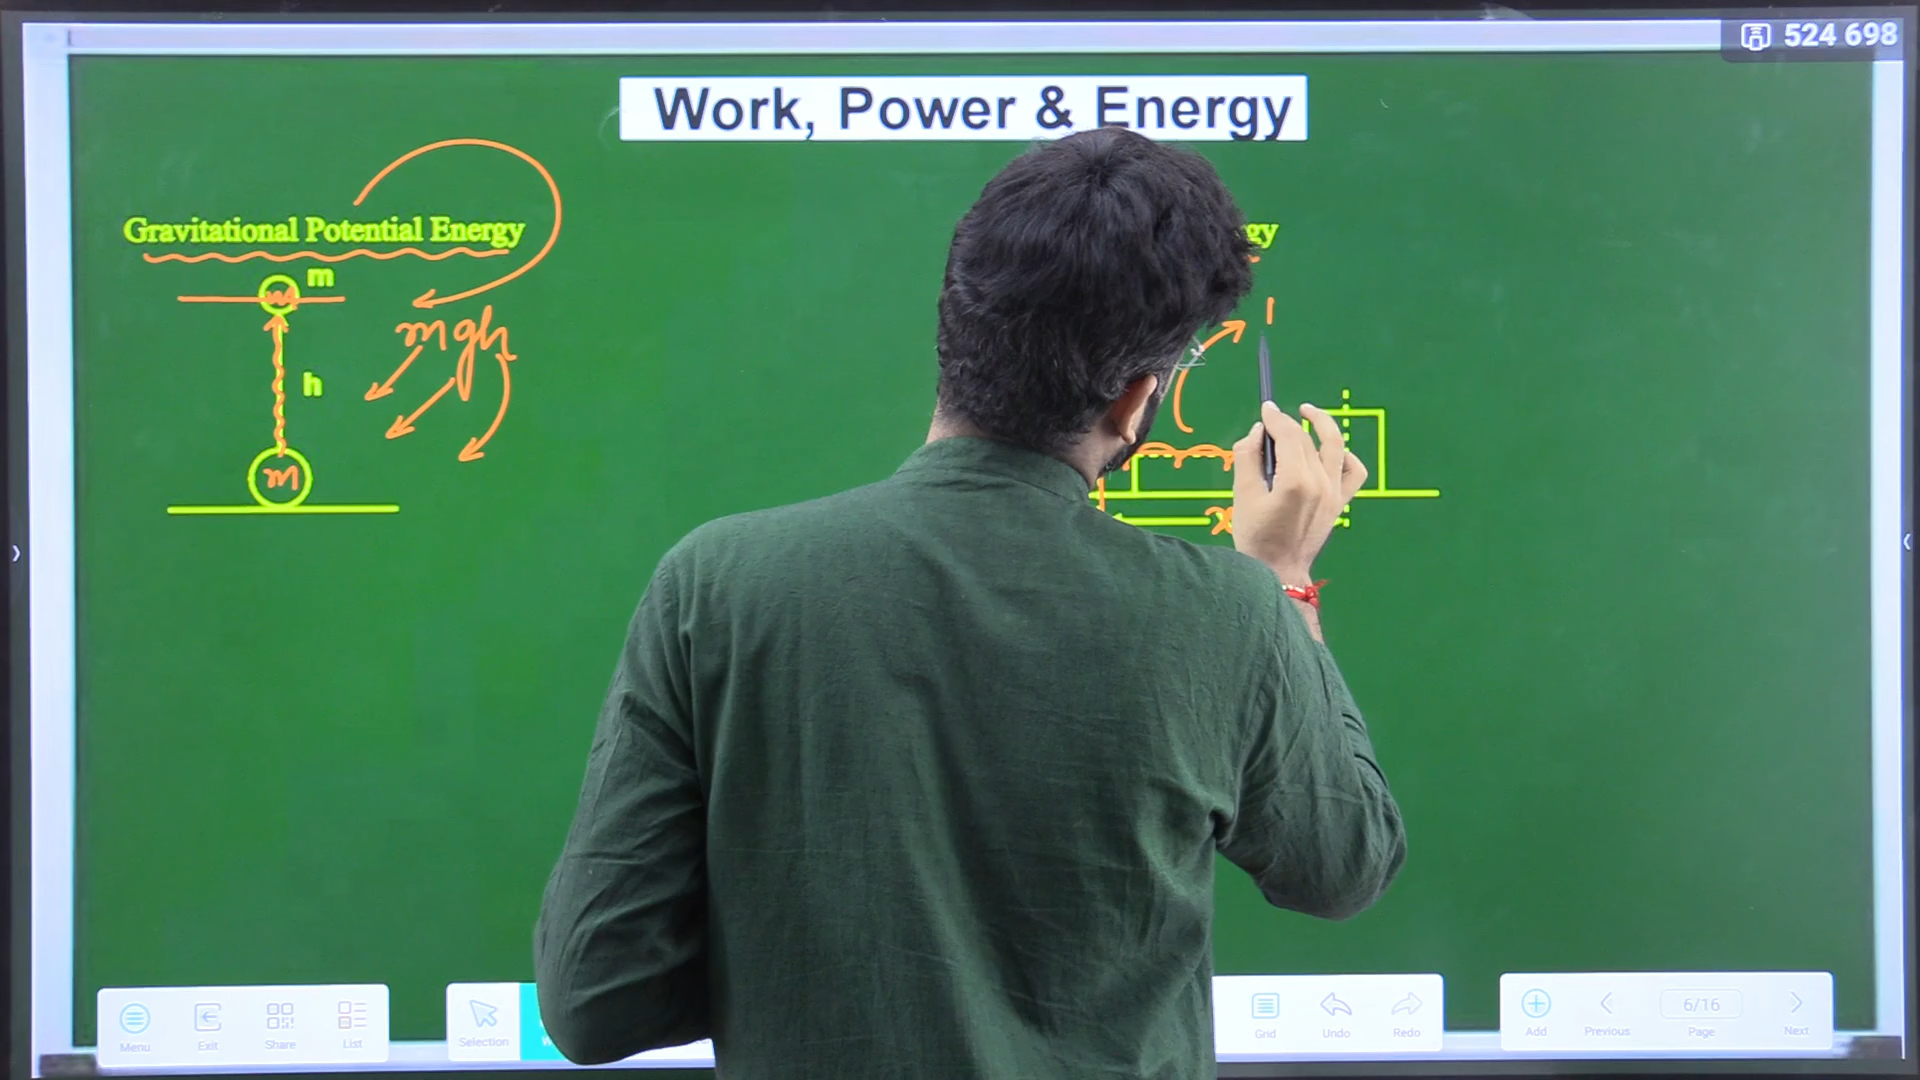 524 698
Work, Power & Energy
Gravitational Potential Energy
m
m
mgh
h
m
x
Menu
Exit
Share
List
Selection
Grid
Undo
Redo
Add
Previous
6/16
Page
Next